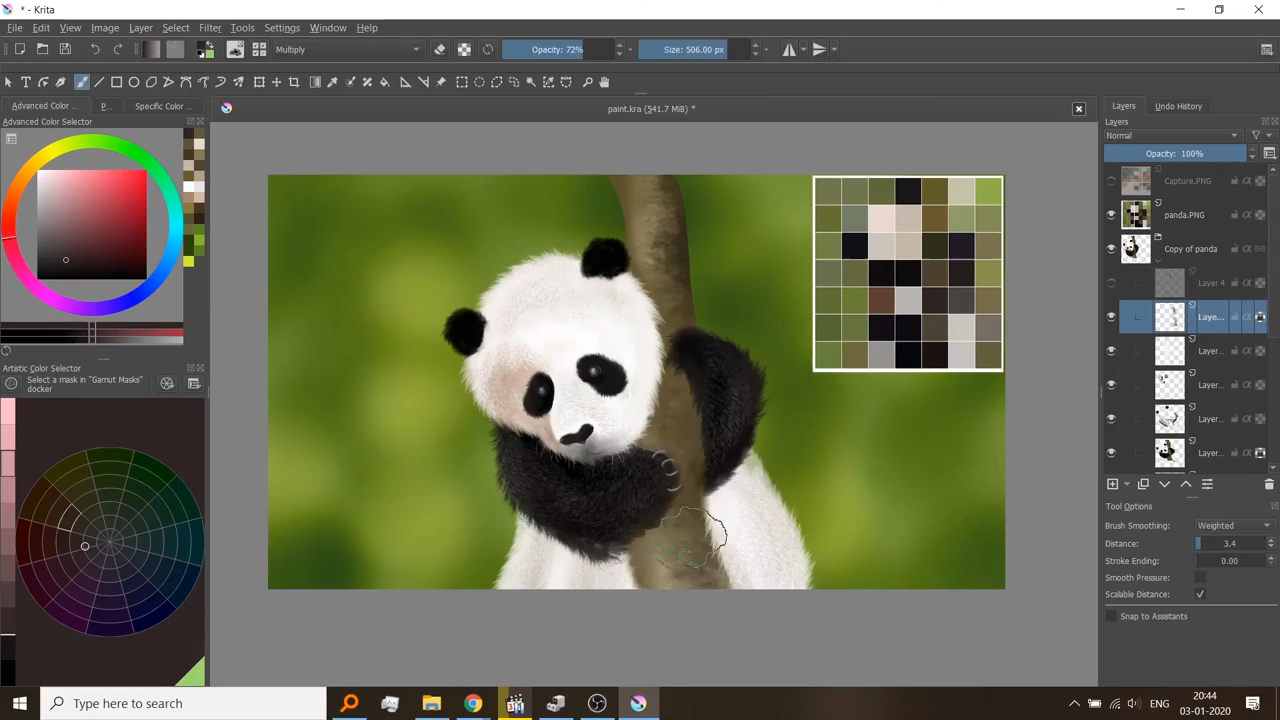 * - Krita
File Edit View Image Layer Select Filter Tools Settings Window Help
Multiply Opacity: 72% Size: 506.00 px
Advanced Color ... P... Specific Color ... paint.kra (541.7 MiB) * Layers Undo History
Advanced Color Selector
Layers
Normal
Opacity: 100%
Capture.PNG
panda.PNG
Copy of panda
Layer 4
Laye...
Layer...
Layer...
Layer...
Layer...
Artistic Color Selector
Select a mask in "Gamut Masks"
docker
Tool Options
Brush Smoothing: Weighted
Distance: 3.4
Stroke Ending: 0.00
Smooth Pressure:
Scalable Distance:
Snap to Assistants
Type here to search
ENG
20:44
03-01-2020